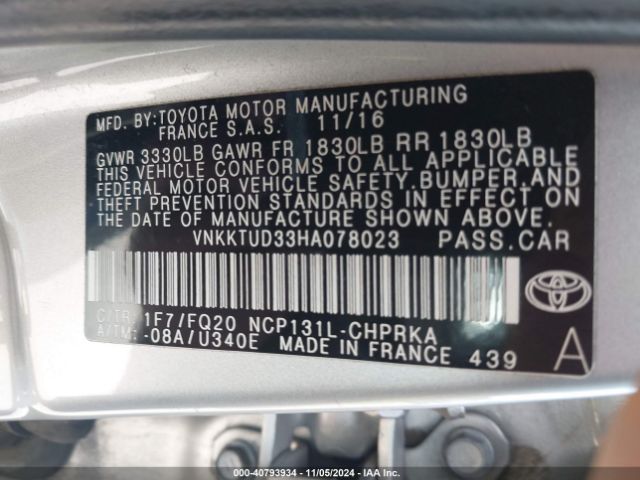 MFD. BY: TOYOTA MOTOR MANUFACTURING
FRANCE S.A.S. 11/16
GVWR 3330LB GAWR FR 1830LB RR 1830LB
THIS VEHICLE CONFORMS TO ALL APPLICABLE
FEDERAL MOTOR VEHICLE SAFETY, BUMPER, AND
THEFT PREVENTION STANDARDS IN EFFECT ON
THE DATE OF MANUFACTURE SHOWN ABOVE.
VNKKTUD33HA078023 PASS.CAR
C/TR: 1F7/FQ20 NCP131L-CHPRKA
A/TM: -08A/U340E MADE IN FRANCE 439
A
00-40793934 | 11/05/2024 | IAA Inc.